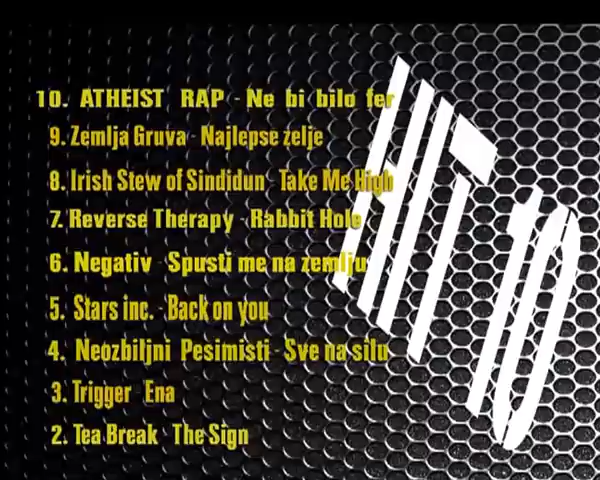 10. ATHEIST RAP - Ne bi bilo fer
9. Zemlja Gruva - Najlepse zelje
8. Irish Stew of Sindidun - Take Me High
7. Reverse Therapy - Rabbit Hole
6. Negativ - Spusti me na zemlju
5. Stars inc. - Back on you
4. Neozbiljni Pesimisti - Sve na silu
3. Trigger - Ena
2. Tea Break - The Sign
HIT 10